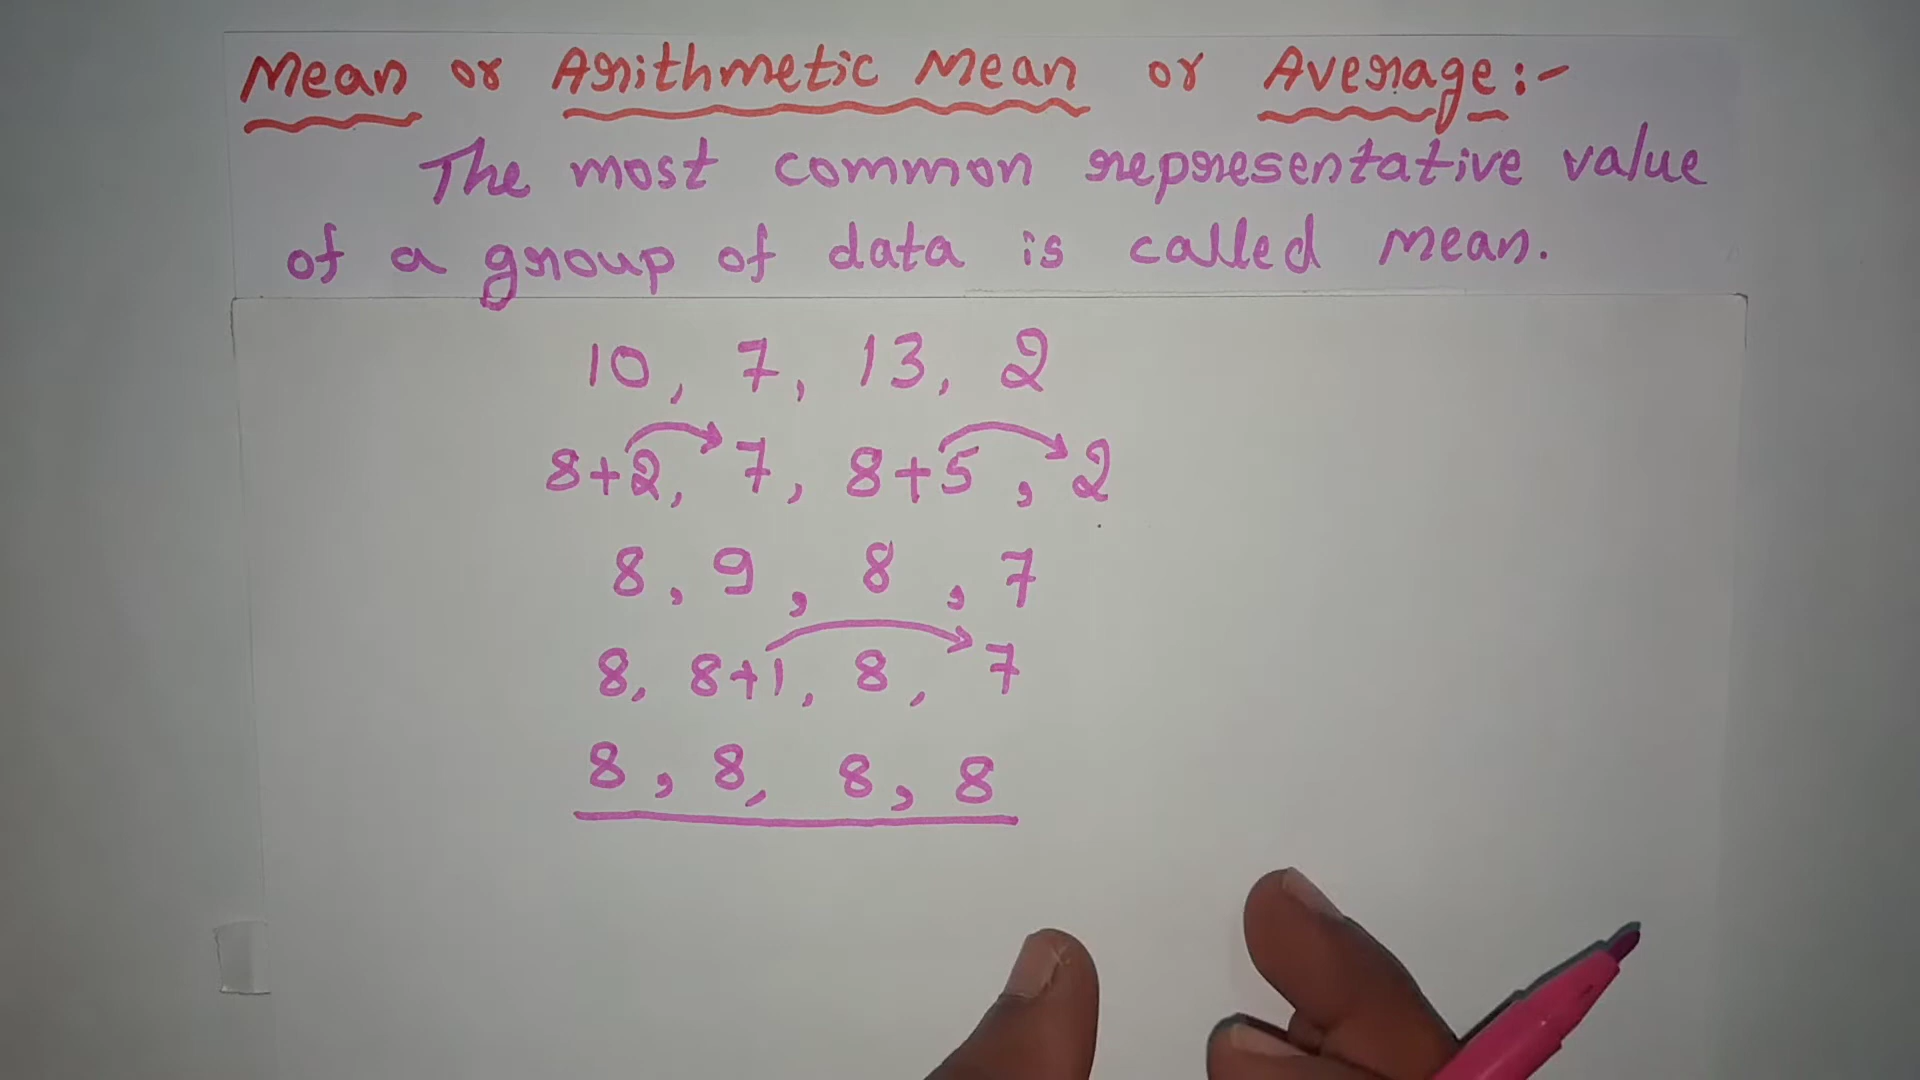 Mean or Arithmetic Mean or Average:-
The most common representative value
of a group of data is called mean.
10, 7, 13, 2
8+2, 7, 8+5, 2
8, 9, 8, 7
8, 8+1, 8, 7
8, 8, 8, 8